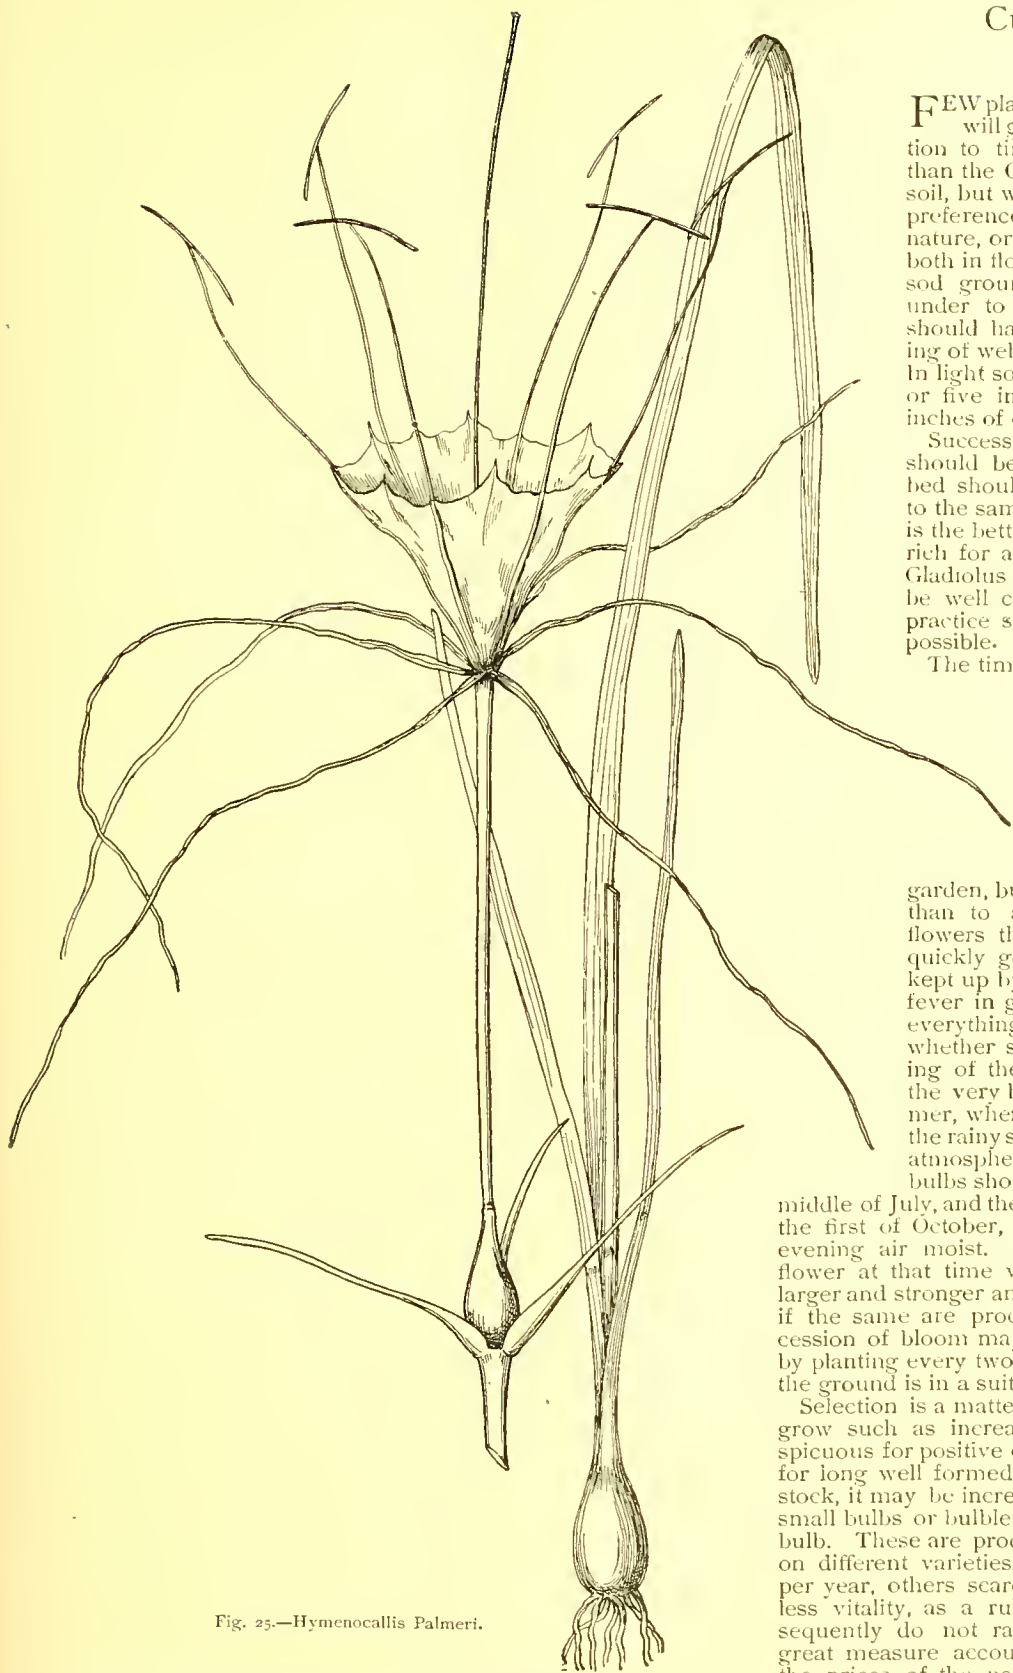 Cu
FEW pla
will g
tion to ti
than the C
soil, but w
preference
nature, or
both in flo
sod grour
under to
should ha
ing of wel
In light so
or five in
inches of
Success
should be
bed shoul
to the sam
is the bett
rich for a
Gladiolus
be well c
practice s
possible.
The tim
garden, bu
than to a
flowers th
quickly g
kept up by
fever in g
everything
whether s
ing of the
the very h
mer, when
the rainy s
atmosphe
bulbs sho
middle of July, and the
the first of October,
evening air moist.
flower at that time v
larger and stronger an
if the same are prod
cession of bloom ma
by planting every two
the ground is in a suit
Selection is a matte
grow such as increa
spicuous for positive
for long well formed
stock, it may be incre
small bulbs or bulble
bulb. These are prod
on different varieties
per year, others scar
less vitality, as a ru
sequently do not ra
great measure accou
Fig. 25.—Hymenocallis Palmeri.